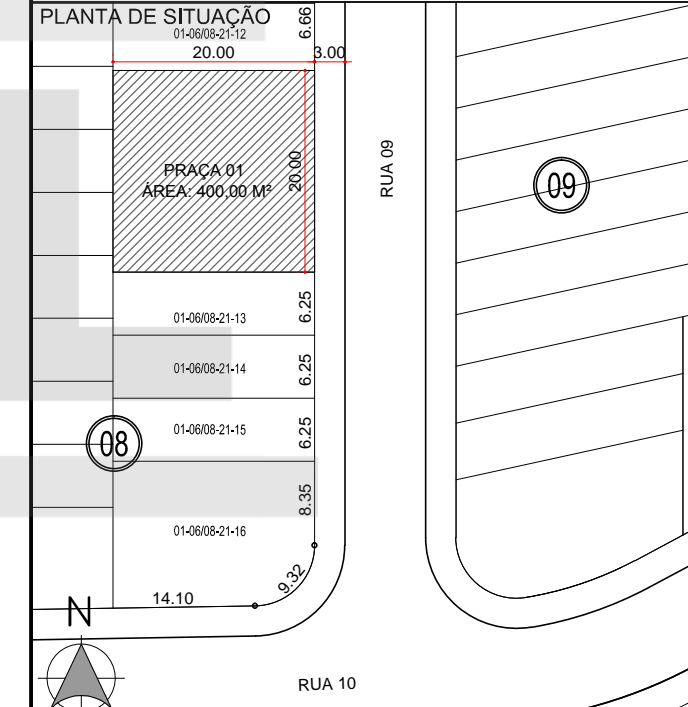 PLANTA DE SITUAÇÃO
01-06/08-21-12
6.66
20.00
3.00
PRAÇA 01
ÁREA: 400,00 M²
20.00
RUA 09
09
01-06/08-21-13
6.25
01-06/08-21-14
6.25
01-06/08-21-15
6.25
08
8.35
01-06/08-21-16
9.32
14.10
N
RUA 10